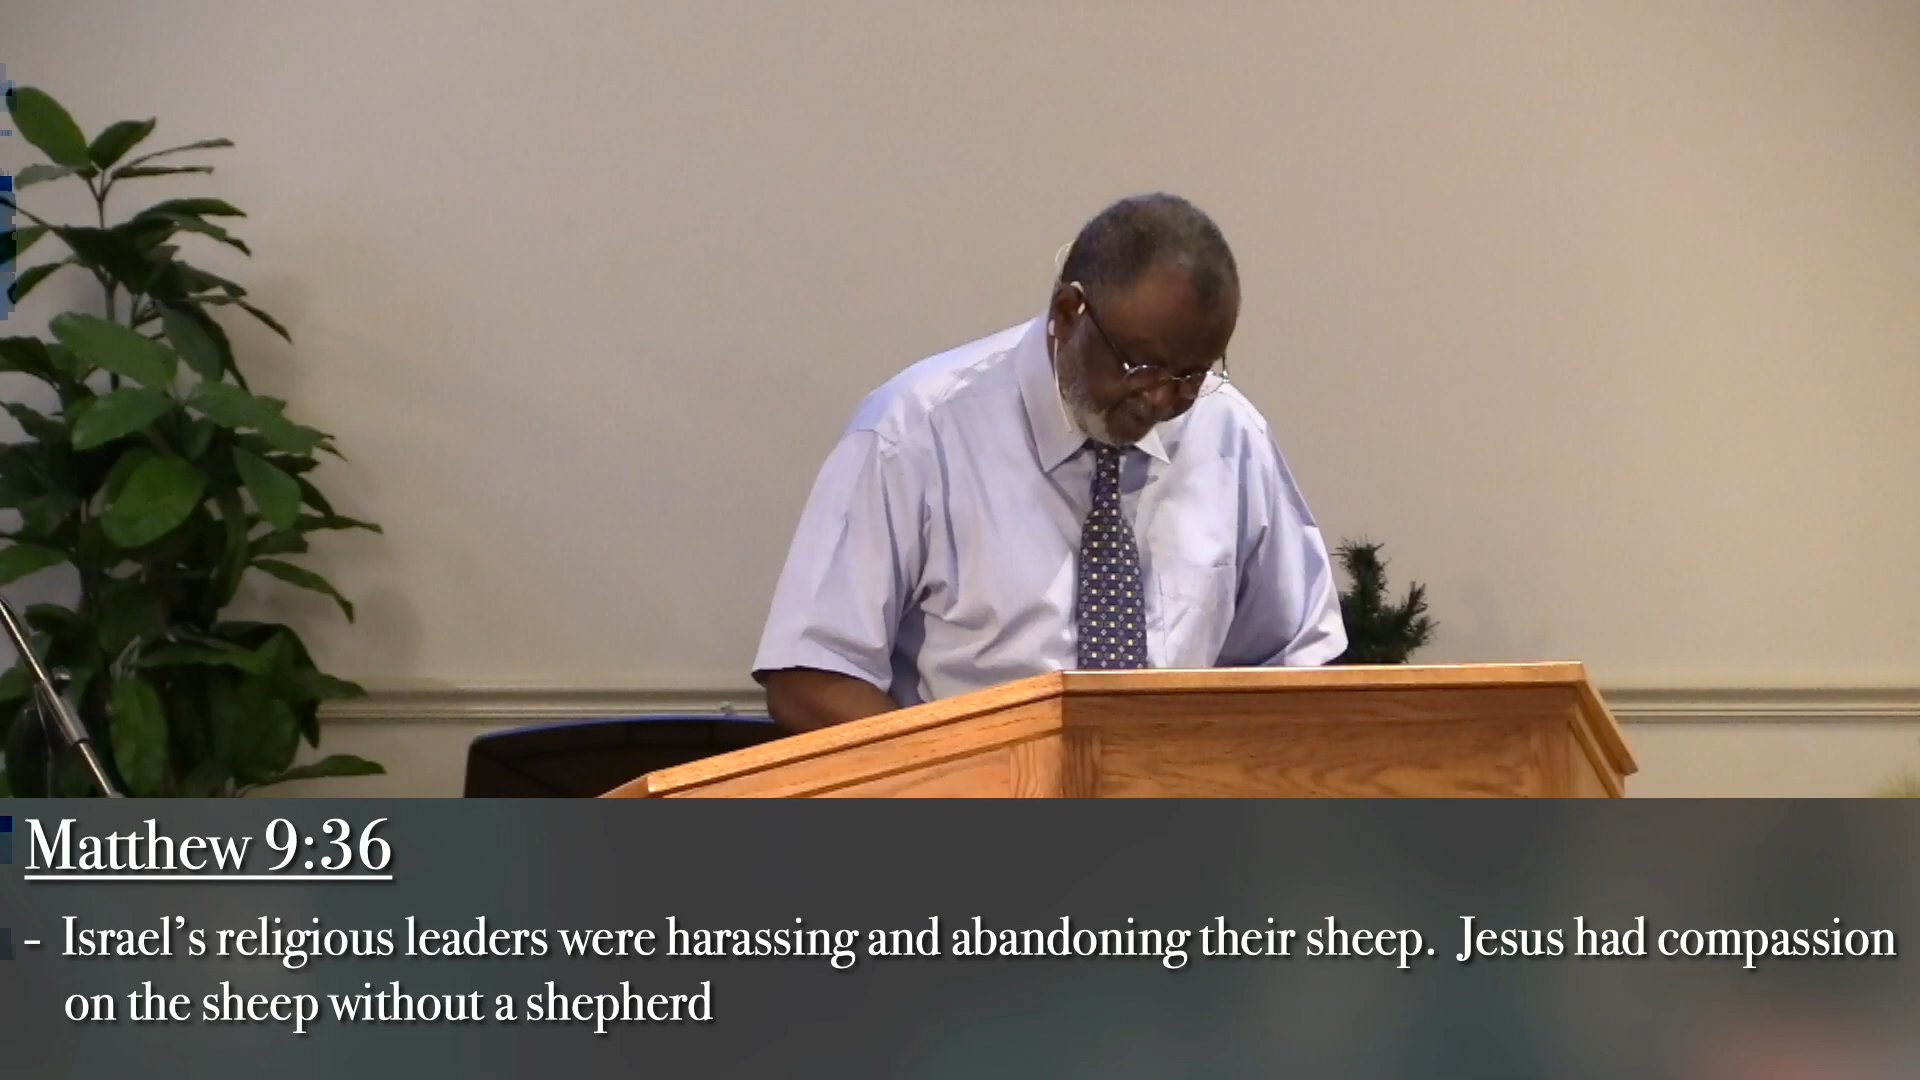 Matthew 9:36
- Israel’s religious leaders were harassing and abandoning their sheep.  Jesus had compassion
on the sheep without a shepherd